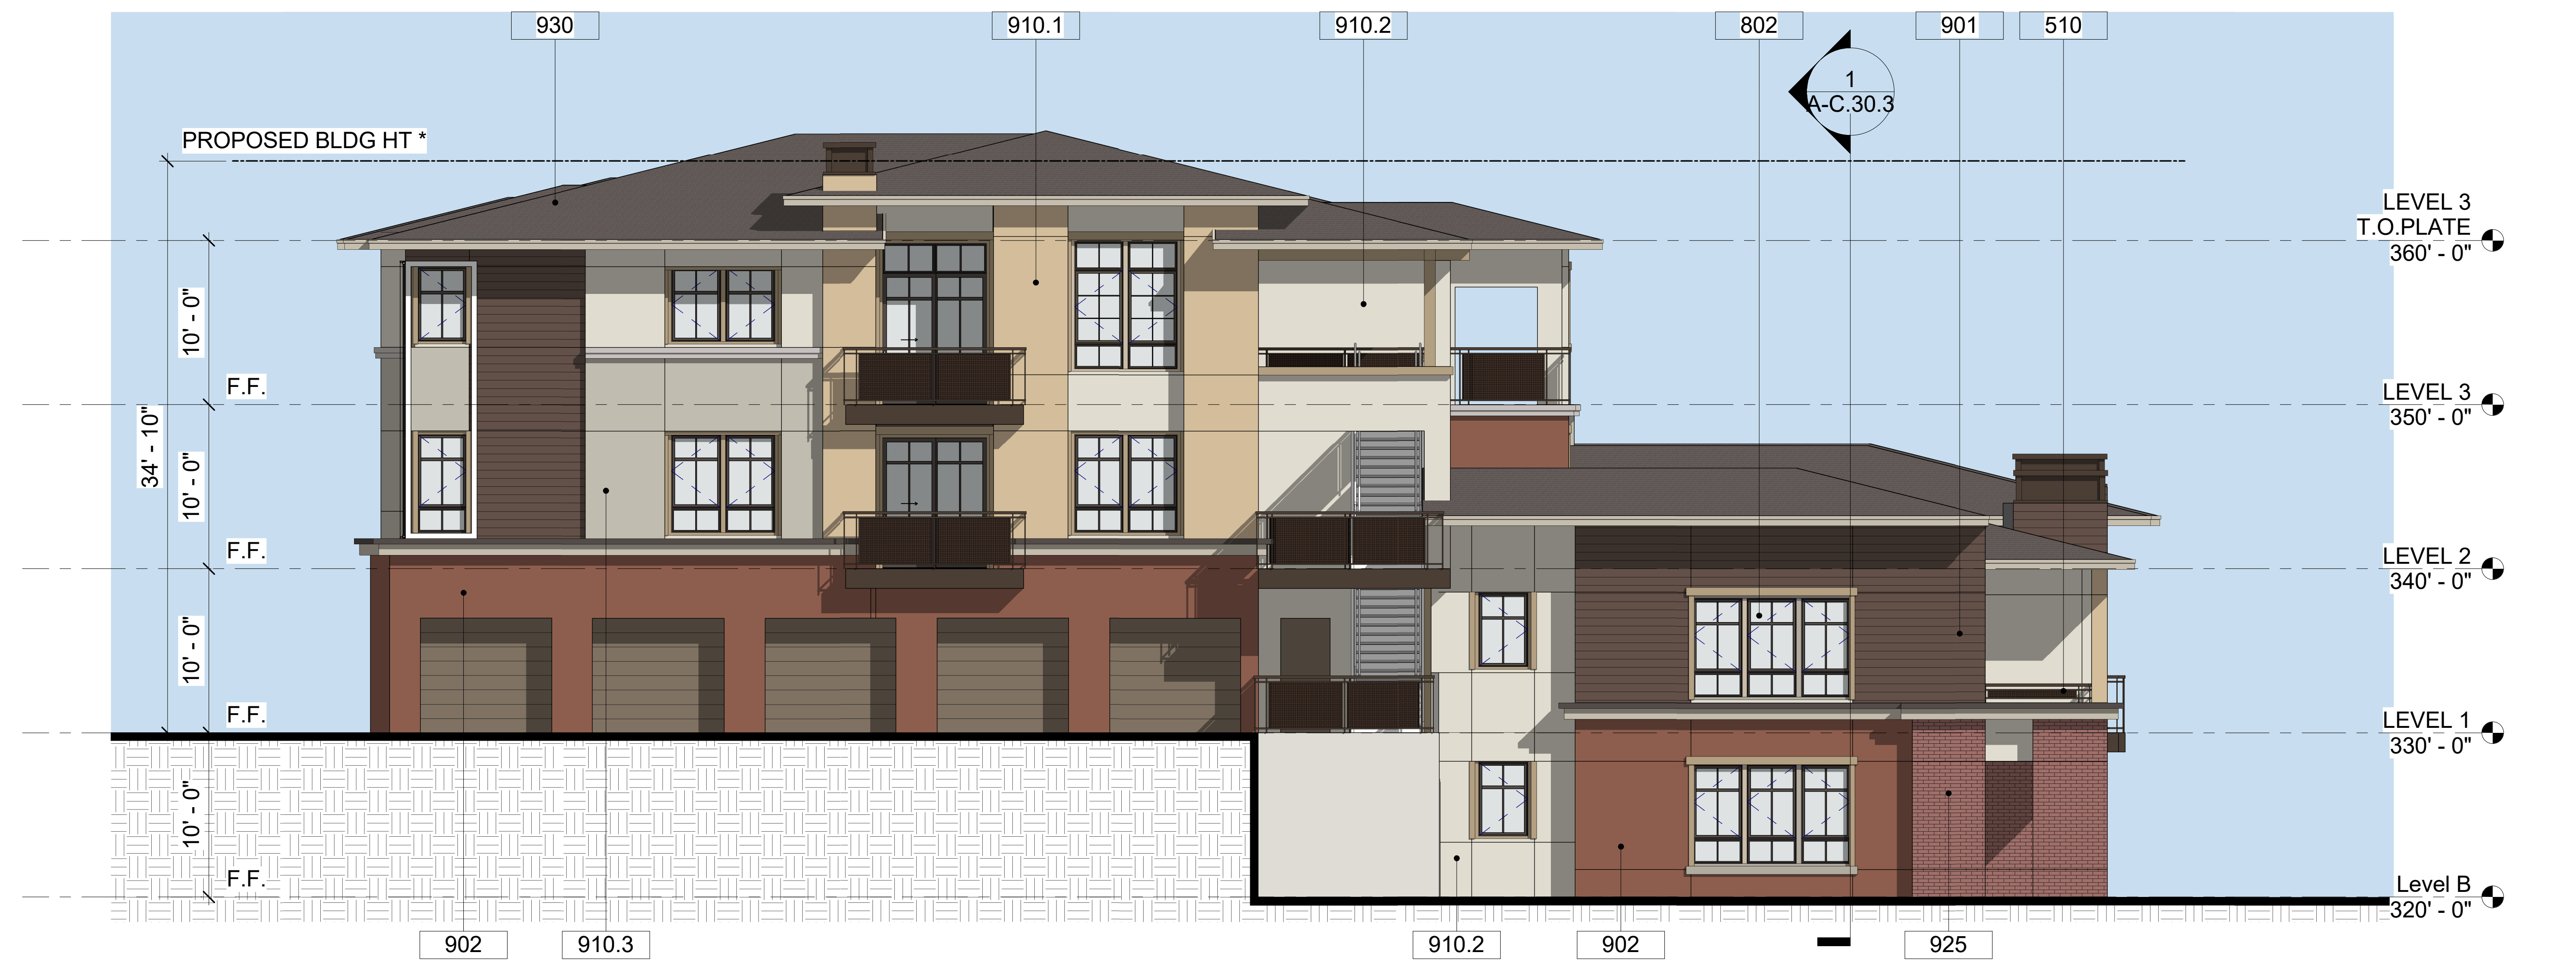 930
910.1
910.2
802
901
510
1
A-C.30.3
PROPOSED BLDG HT *
LEVEL 3
T.O.PLATE
360' - 0"
10' - 0"
F.F.
LEVEL 3
350' - 0"
34' - 10"
10' - 0"
F.F.
LEVEL 2
340' - 0"
10' - 0"
F.F.
LEVEL 1
330' - 0"
10' - 0"
F.F.
Level B
320' - 0"
902
910.3
910.2
902
925